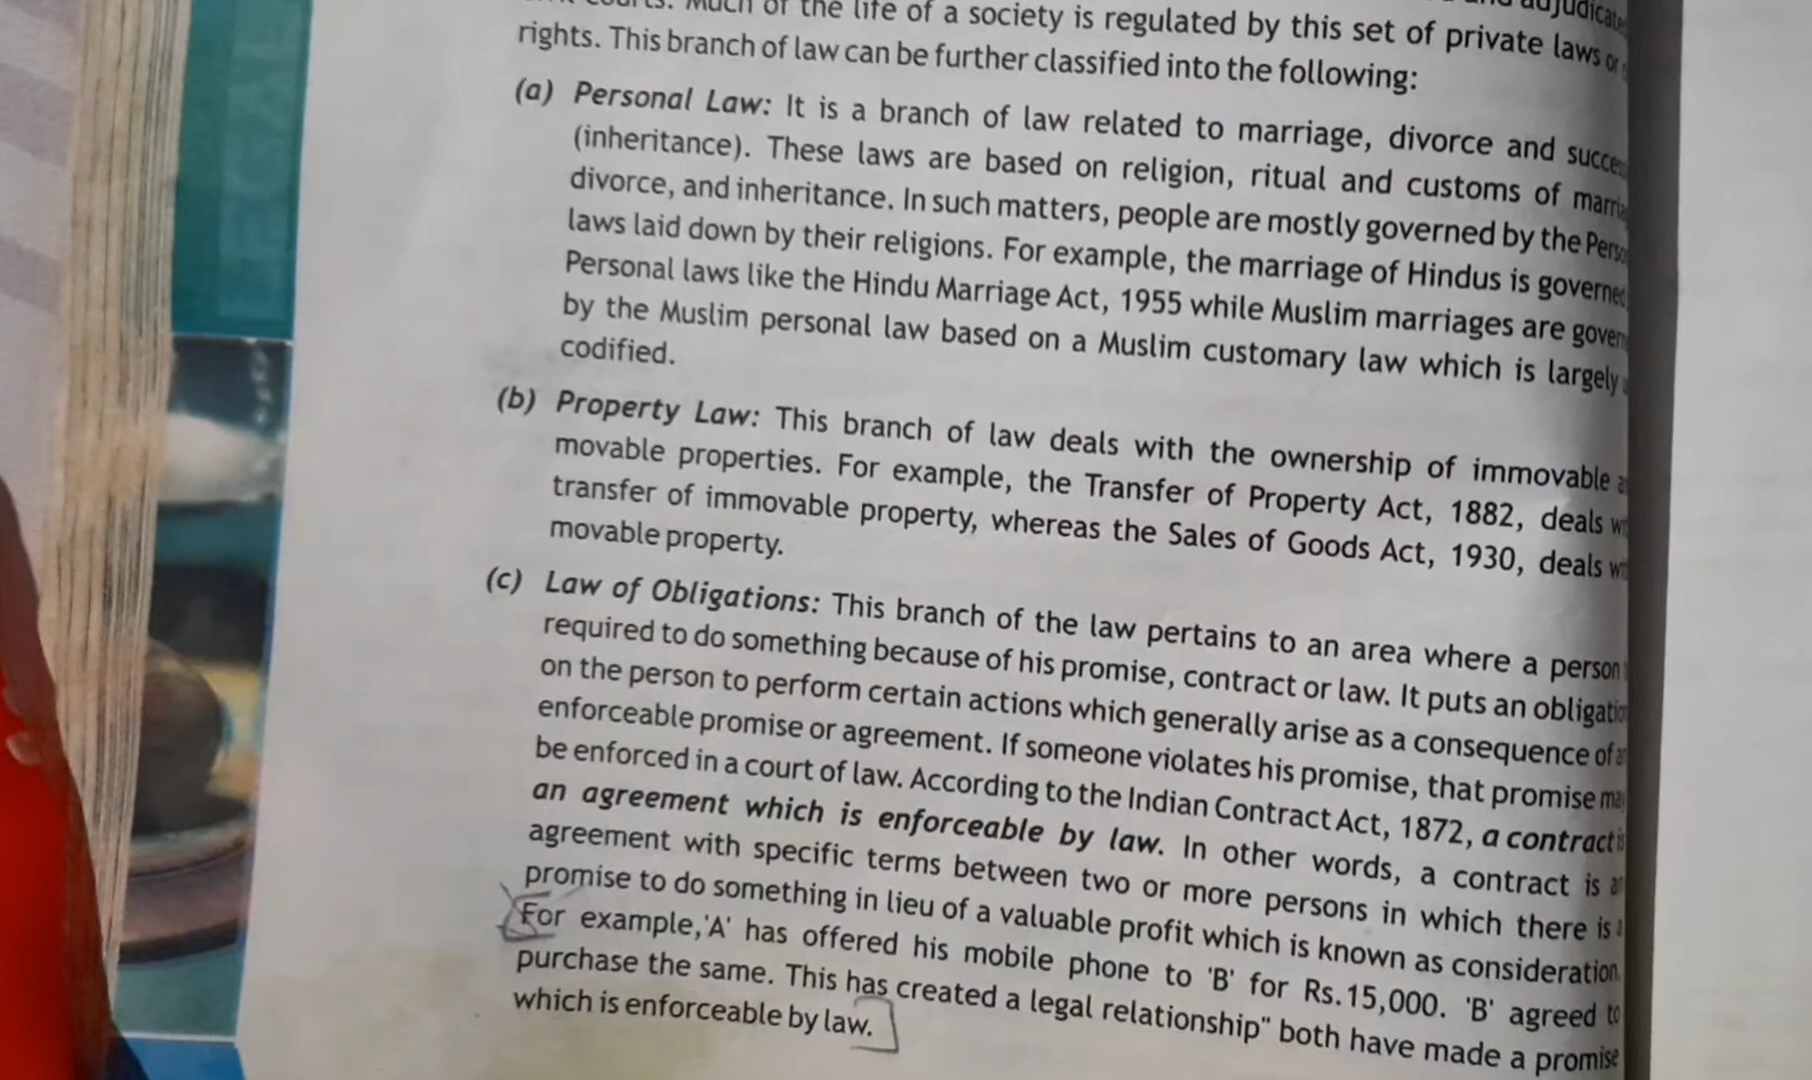 Much of the life of a society is regulated by this set of private laws or
rights. This branch of law can be further classified into the following:
(a) Personal Law: It is a branch of law related to marriage, divorce and
(inheritance). These laws are based on religion, ritual and customs of
divorce, and inheritance. In such matters, people are mostly governed by the
laws laid down by their religions. For example, the marriage of Hindus is governed
Personal laws like the Hindu Marriage Act, 1955 while Muslim marriages are
by the Muslim personal law based on a Muslim customary law which is largely
codified.
(b) Property Law: This branch of law deals with the ownership of immovable
movable properties. For example, the Transfer of Property Act, 1882, deals
transfer of immovable property, whereas the Sales of Goods Act, 1930, deals
movable property.
(c) Law of Obligations: This branch of the law pertains to an area where a person
required to do something because of his promise, contract or law. It puts an obligation
on the person to perform certain actions which generally arise as a consequence of
enforceable promise or agreement. If someone violates his promise, that promise may
be enforced in a court of law. According to the Indian Contract Act, 1872, a contract is
an agreement which is enforceable by law. In other words, a contract is an
agreement with specific terms between two or more persons in which there is a
promise to do something in lieu of a valuable profit which is known as consideration.
For example,'A' has offered his mobile phone to 'B' for Rs.15,000. 'B' agreed to
purchase the same. This has created a legal relationship" both have made a promise
which is enforceable by law.